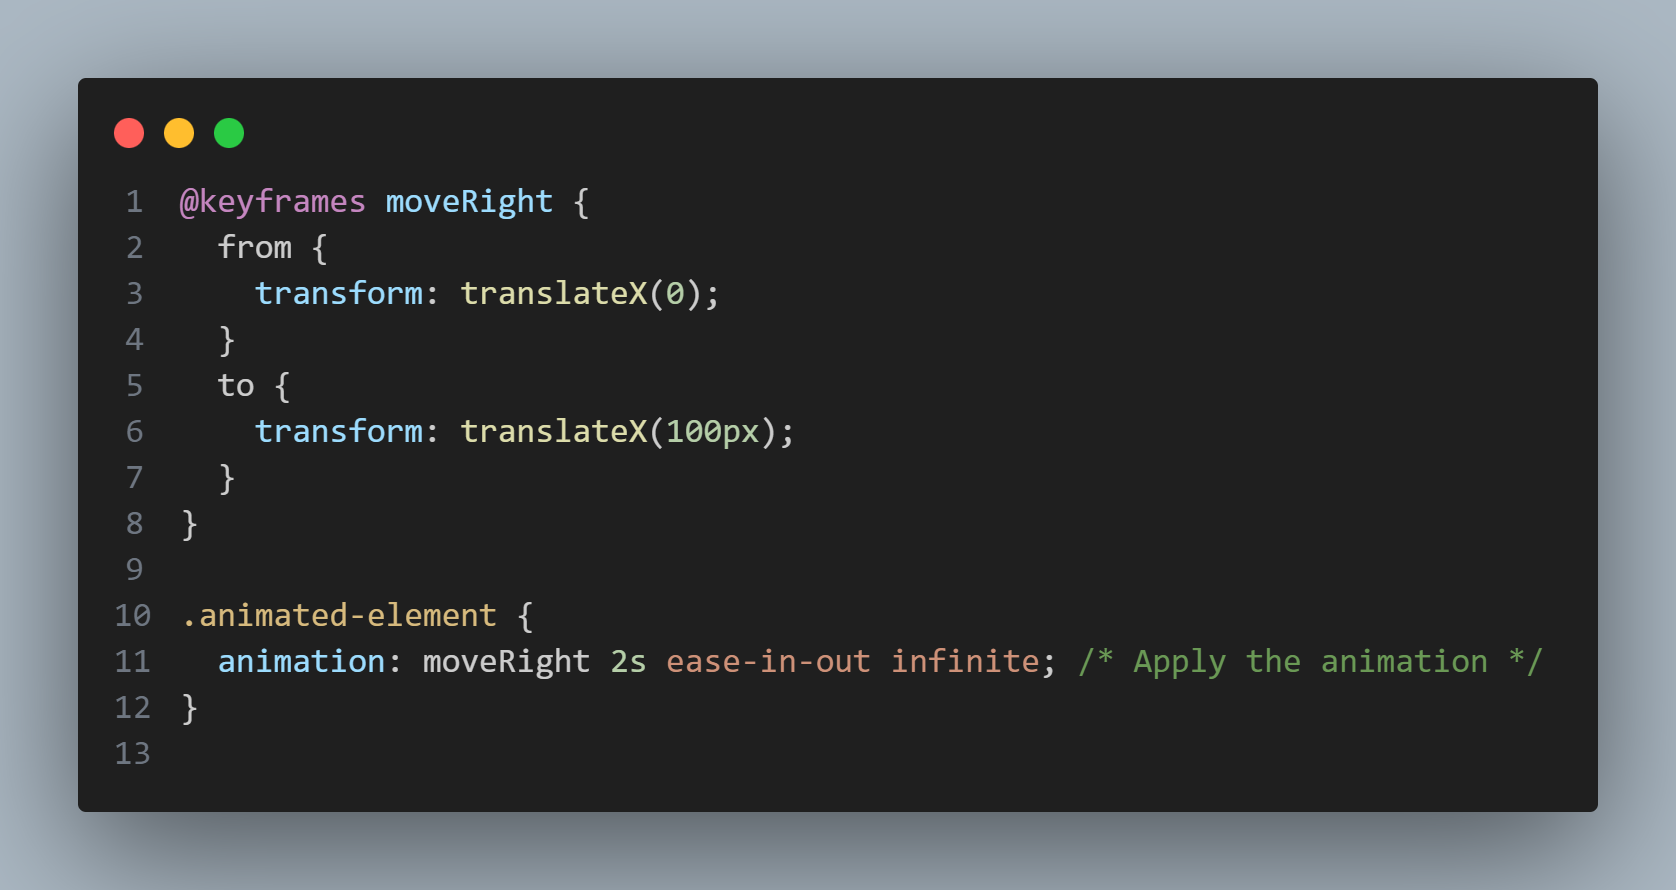 1 @keyframes moveRight {
2   from {
3     transform: translateX(0);
4   }
5   to {
6     transform: translateX(100px);
7   }
8 }
9
10 .animated-element {
11   animation: moveRight 2s ease-in-out infinite; /* Apply the animation */
12 }
13